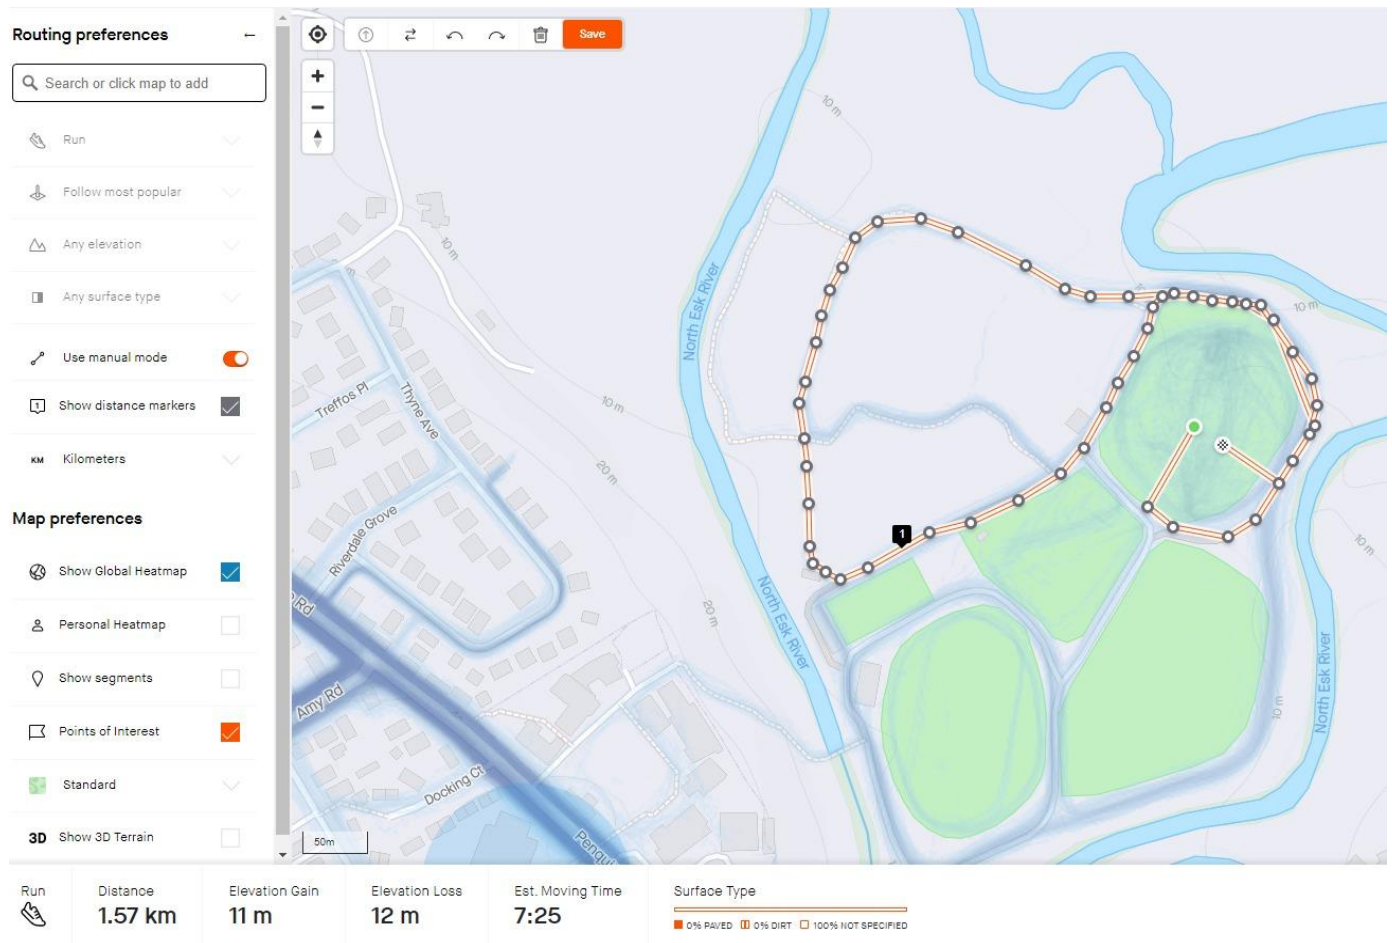 Routing preferences
Search or click map to add
Run
Follow most popular
Any elevation
Any surface type
Use manual mode
1 Show distance markers
KM Kilometers
Map preferences
Show Global Heatmap
Personal Heatmap
Show segments
Points of Interest
Standard
3D Show 3D Terrain
Save
10 m
10 m
10 m
North Esk River
Treffos Pl
Thyne Ave
10 m
20 m
Riverdale Grove
1
10 m
North Esk River
20 m
North Esk River
10 m
Amy Rd
Docking Ct
50m
Run
Distance
1.57 km
Elevation Gain
11 m
Elevation Loss
12 m
Est. Moving Time
7:25
Surface Type
0% PAVED 0% DIRT 100% NOT SPECIFIED